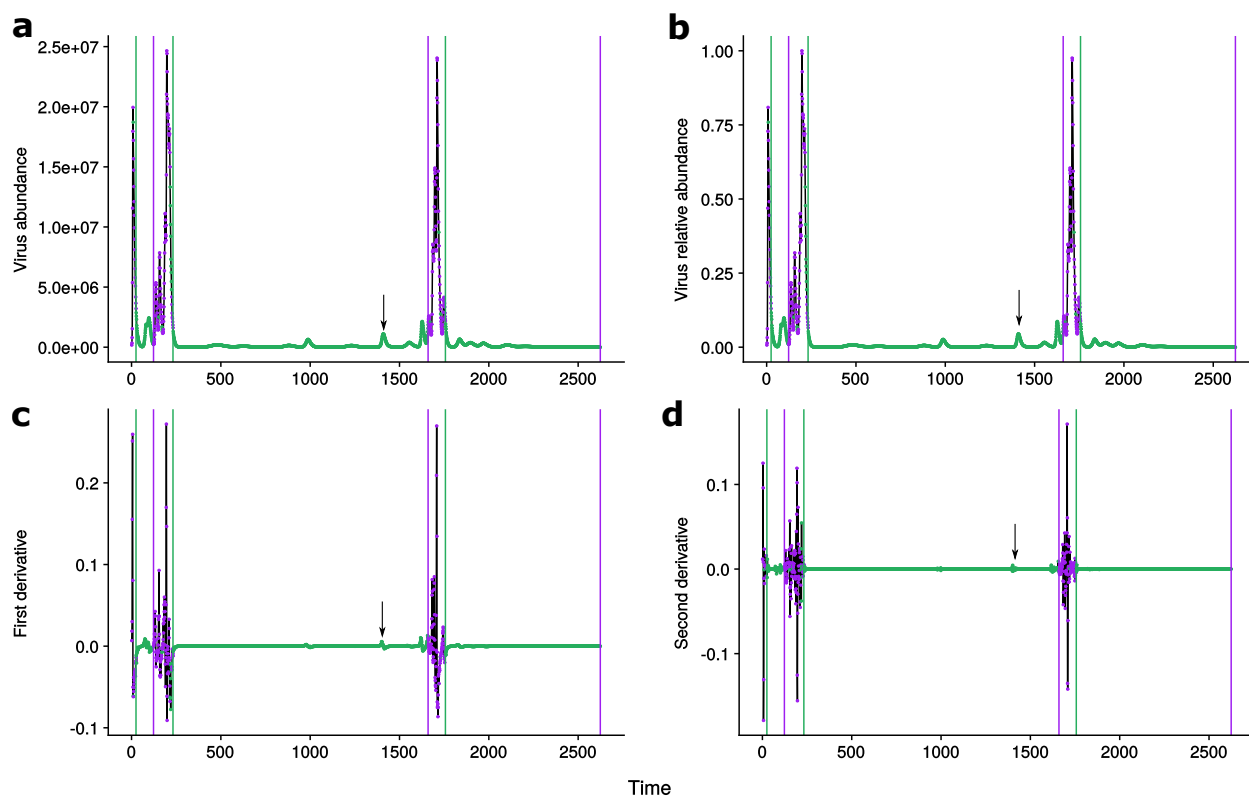 a
Virus abundance
2.5e+07
2.0e+07
1.5e+07
1.0e+07
5.0e+06
0.0e+00
0 500 1000 1500 2000 2500
b
Virus relative abundance
1.00
0.75
0.50
0.25
0.00
0 500 1000 1500 2000 2500
c
First derivative
0.2
0.1
0.0
-0.1
0 500 1000 1500 2000 2500
d
Second derivative
0.1
0.0
-0.1
0 500 1000 1500 2000 2500
Time